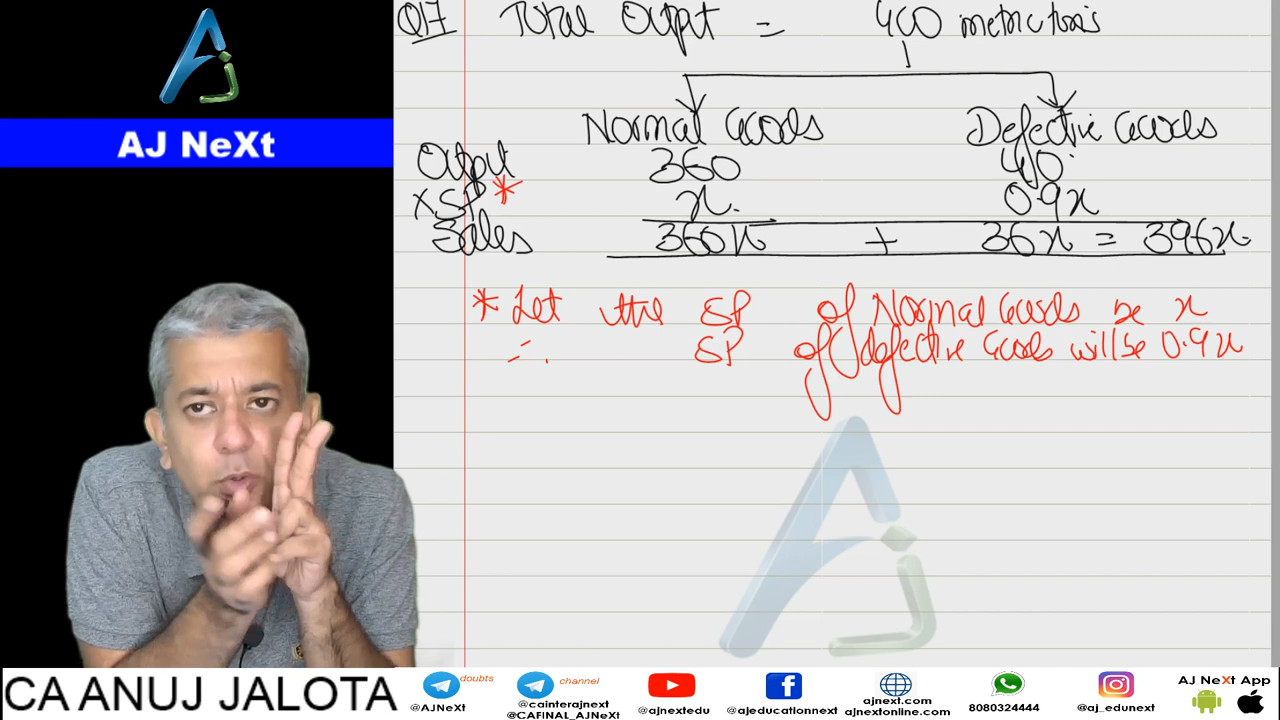 Q17 Total Output = 400 metric tons
Normal Goods Defective Goods
Output 360 40
X SP * x 0.9x
Sales 360x + 36x = 396x
* Let the SP of Normal Goods be x
∴ SP of defective Goods will be 0.9x
AJ NeXt
CA ANUJ JALOTA
doubts
@AJNeXt
channel
@cainterajnext
@CAFINAL_AJNeXt
@ajnextedu
@ajeducationnext
ajnext.com
ajnextonline.com
8080324444
@aj_edunext
AJ NeXt App